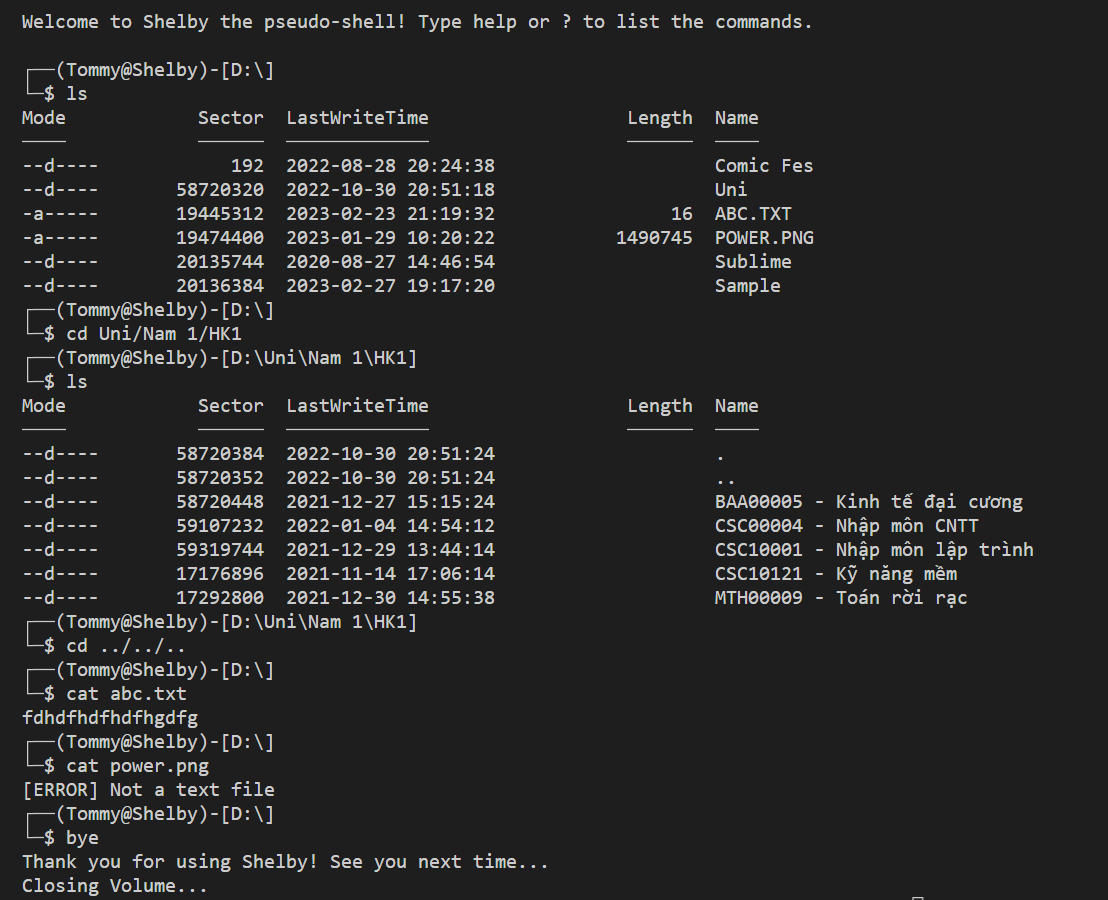 Welcome to Shelby the pseudo-shell! Type help or ? to list the commands.
┌──(Tommy@Shelby)-[D:\]
└─$ ls
Mode            Sector  LastWriteTime                  Length  Name
────            ──────  ─────────────                  ──────  ────
--d----            192  2022-08-28 20:24:38                    Comic Fes
--d----       58720320  2022-10-30 20:51:18                    Uni
-a-----       19445312  2023-02-23 21:19:32                16  ABC.TXT
-a-----       19474400  2023-01-29 10:20:22           1490745  POWER.PNG
--d----       20135744  2020-08-27 14:46:54                    Sublime
--d----       20136384  2023-02-27 19:17:20                    Sample
┌──(Tommy@Shelby)-[D:\]
└─$ cd Uni/Nam 1/HK1
┌──(Tommy@Shelby)-[D:\Uni\Nam 1\HK1]
└─$ ls
Mode            Sector  LastWriteTime                  Length  Name
────            ──────  ─────────────                  ──────  ────
--d----       58720384  2022-10-30 20:51:24                    .
--d----       58720352  2022-10-30 20:51:24                    ..
--d----       58720448  2021-12-27 15:15:24                    BAA00005 - Kinh tế đại cương
--d----       59107232  2022-01-04 14:54:12                    CSC00004 - Nhập môn CNTT
--d----       59319744  2021-12-29 13:44:14                    CSC10001 - Nhập môn lập trình
--d----       17176896  2021-11-14 17:06:14                    CSC10121 - Kỹ năng mềm
--d----       17292800  2021-12-30 14:55:38                    MTH00009 - Toán rời rạc
┌──(Tommy@Shelby)-[D:\Uni\Nam 1\HK1]
└─$ cd ../../..
┌──(Tommy@Shelby)-[D:\]
└─$ cat abc.txt
fdhdfhdfhdfhgdfg
┌──(Tommy@Shelby)-[D:\]
└─$ cat power.png
[ERROR] Not a text file
┌──(Tommy@Shelby)-[D:\]
└─$ bye
Thank you for using Shelby! See you next time...
Closing Volume...